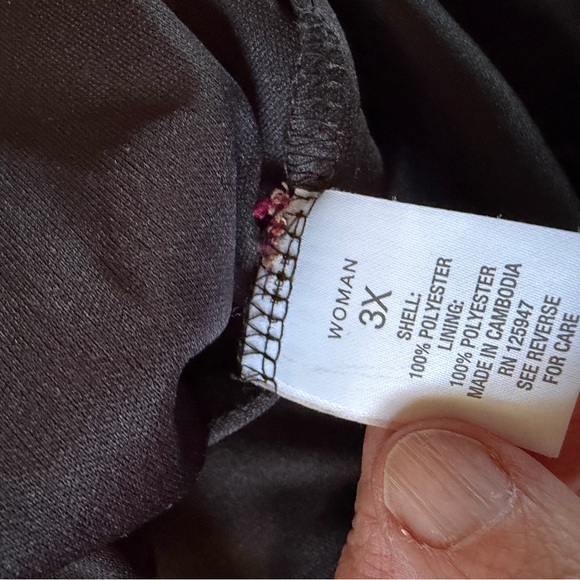 WOMAN
3X
SHELL:
100% POLYESTER
LINING:
100% POLYESTER
MADE IN CAMBODIA
RN 125947
SEE REVERSE
FOR CARE